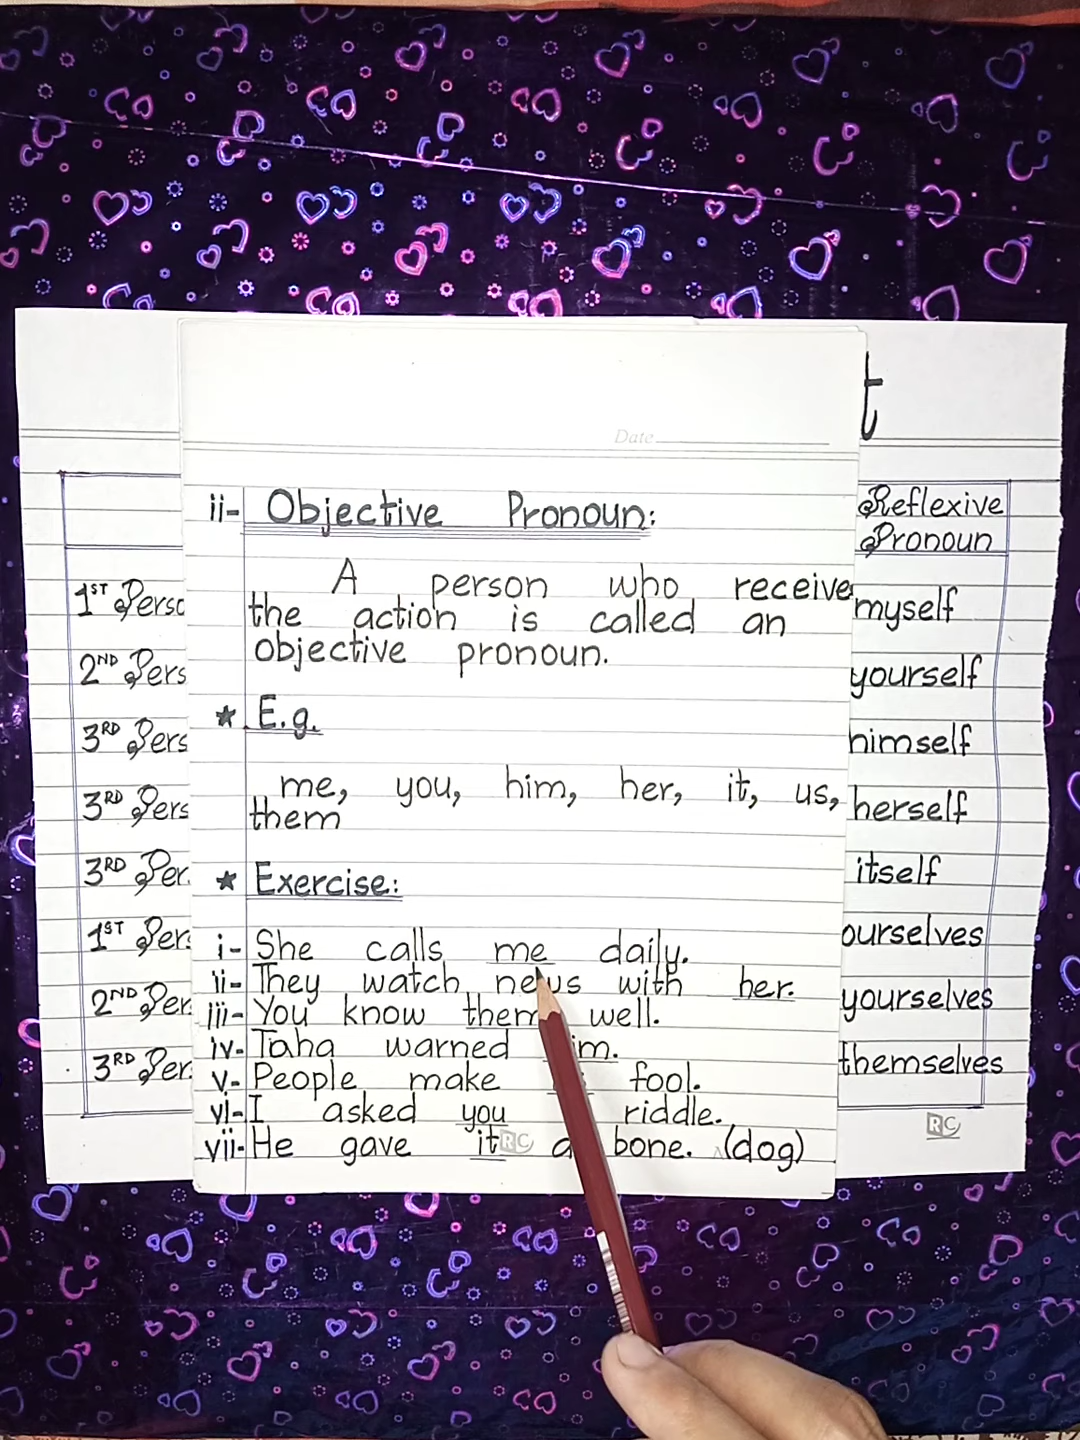 t
Date
ii- Objective Pronoun:
A person who receive
the action is called an
objective pronoun.
★ E.g.
me, you, him, her, it, us,
them
★ Exercise:
i- She calls me daily.
ii- They watch news with her.
iii- You know them well.
iv- Taha warned him.
v- People make fool.
vi- I asked you riddle.
vii- He gave it a bone. (dog)
RC
Reflexive
Pronoun
1ST Perso
myself
2ND Pers
yourself
3RD Pers
himself
3RD Pers
herself
3RD Per
itself
1ST Per
ourselves
2ND Per
yourselves
3RD Per
themselves
RC